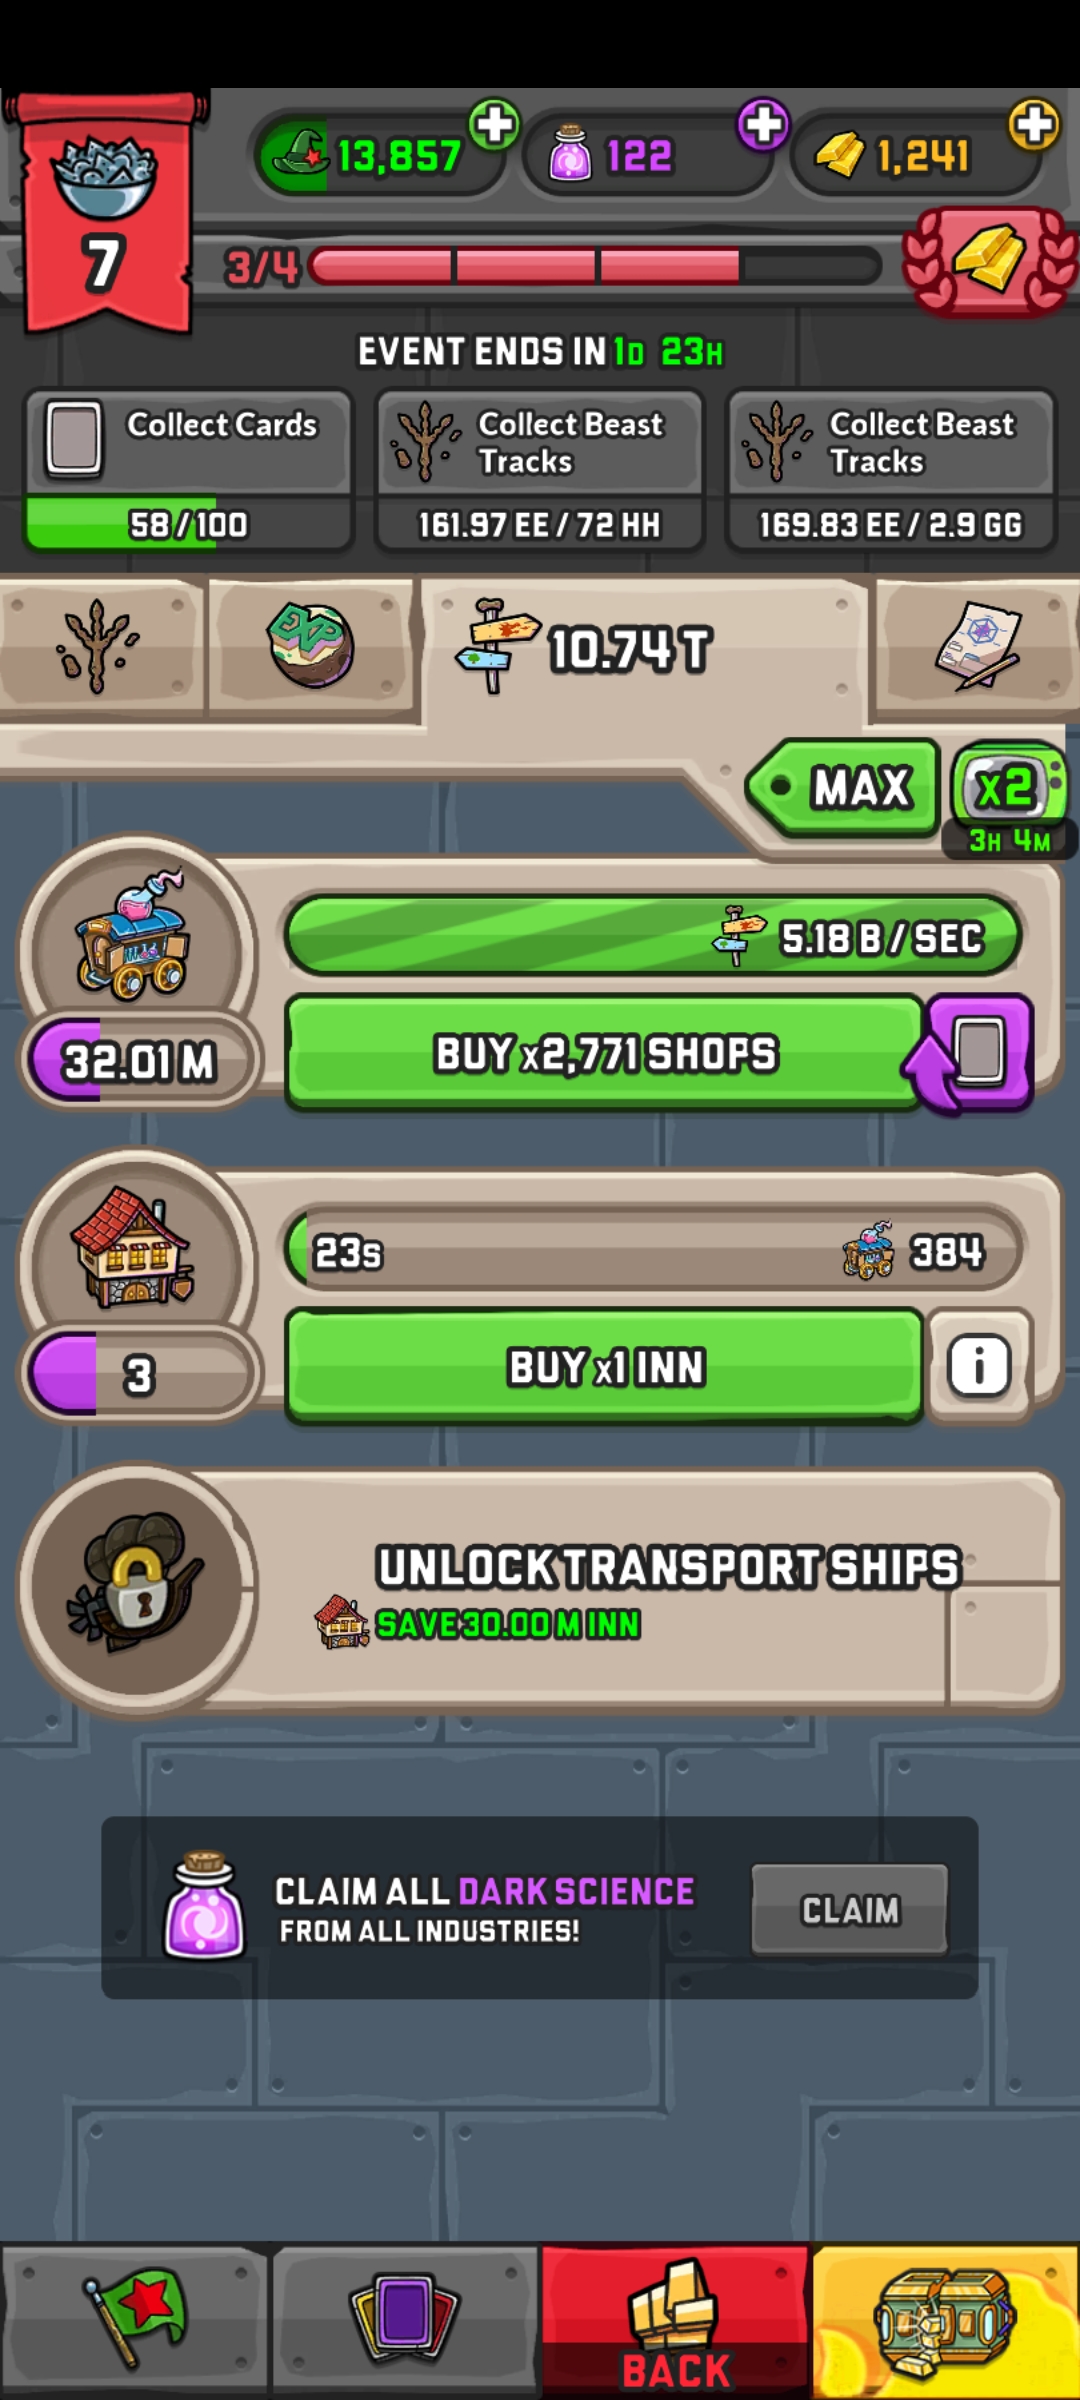 13,857
122
1,241
7
3/4
EVENT ENDS IN 1D 23H
Collect Cards
58 / 100
Collect Beast
Tracks
161.97 EE / 72 HH
Collect Beast
Tracks
169.83 EE / 2.9 GG
EXP
10.74 T
MAX
x2
3H 4M
5.18 B / SEC
32.01 M
BUY x2,771 SHOPS
23S
384
3
BUY x1 INN
i
UNLOCK TRANSPORT SHIPS
SAVE 30.00 M INN
CLAIM ALL DARK SCIENCE
FROM ALL INDUSTRIES!
CLAIM
BACK